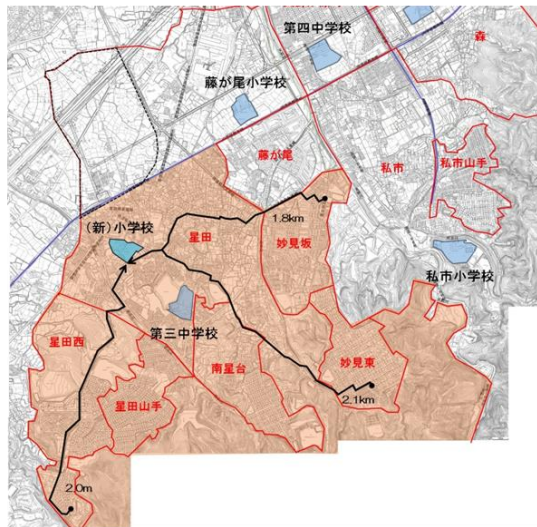 第四中学校
森
藤が尾小学校
藤が尾
私市
私市山手
1.8km
(新)小学校
星田
妙見坂
私市小学校
第三中学校
星田西
南星台
妙見東
星田山手
2.1km
2.0m